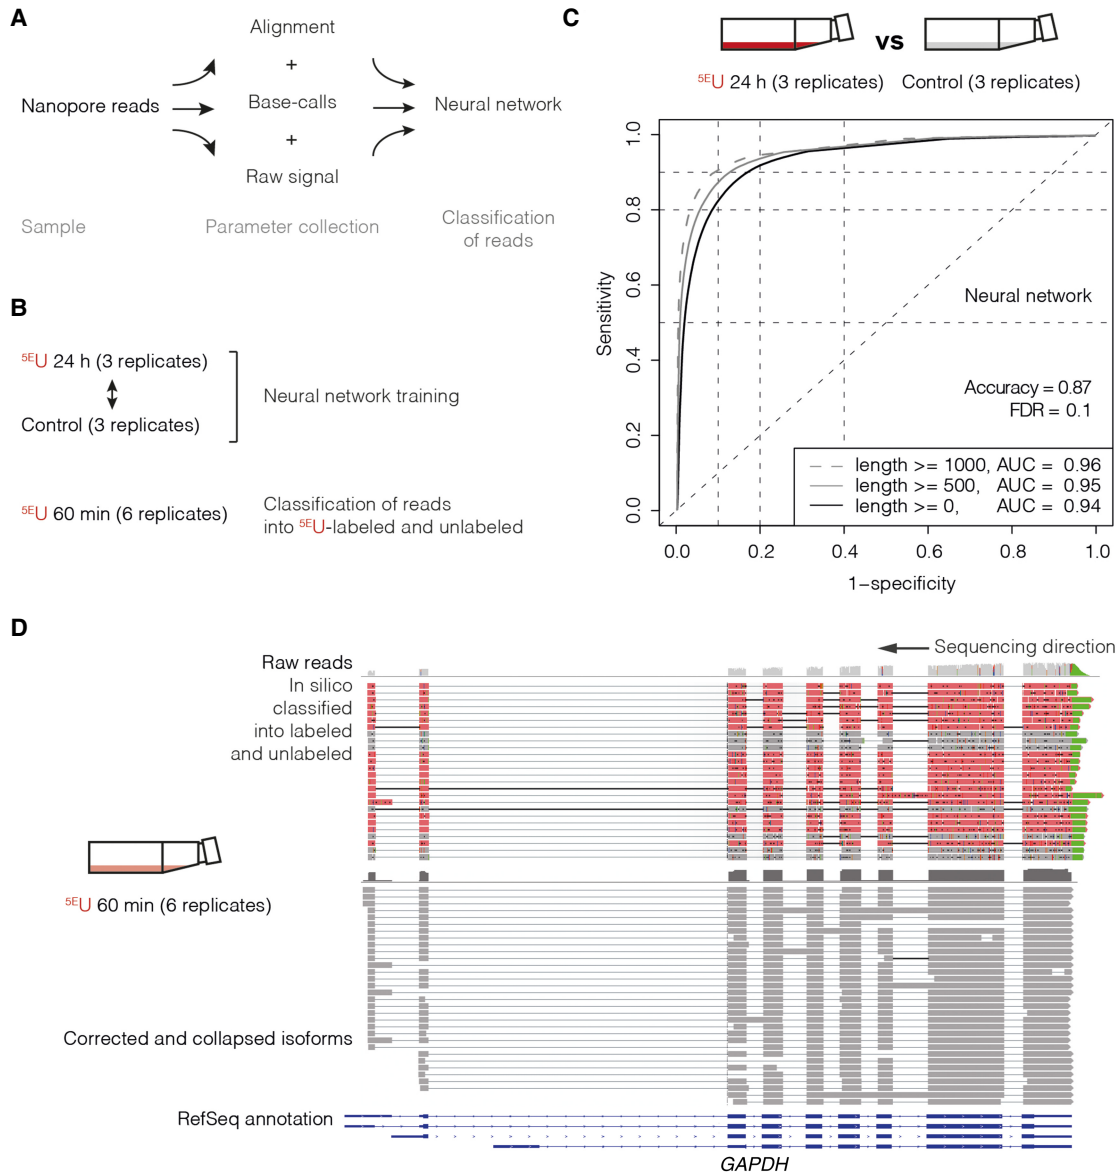 A
Alignment
+
Nanopore reads
Base-calls
Neural network
+
Raw signal
Sample
Parameter collection
Classification
of reads
B
5EU 24 h (3 replicates)
Control (3 replicates)
Neural network training
5EU 60 min (6 replicates)
Classification of reads
into 5EU-labeled and unlabeled
C
vs
5EU 24 h (3 replicates)
Control (3 replicates)
Sensitivity
1.0
0.8
0.6
0.4
0.2
0.0
Neural network
Accuracy = 0.87
FDR = 0.1
length >= 1000, AUC = 0.96
length >= 500, AUC = 0.95
length >= 0, AUC = 0.94
0.0 0.2 0.4 0.6 0.8 1.0
1−specificity
D
Sequencing direction
Raw reads
In silico
classified
into labeled
and unlabeled
5EU 60 min (6 replicates)
Corrected and collapsed isoforms
RefSeq annotation
GAPDH